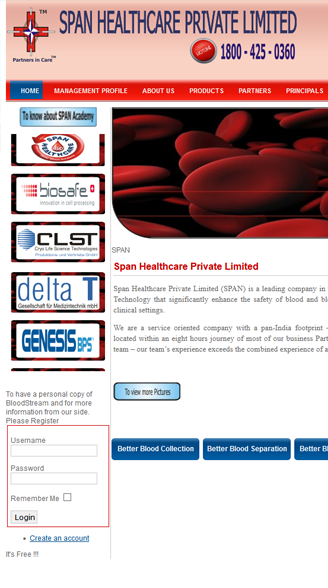 SPAN HEALTHCARE PRIVATE LIMITED
Partners in Care™
HOTLINE
1800 - 425 - 0360
HOME MANAGEMENT PROFILE ABOUT US PRODUCTS PARTNERS PRINCIPALS
To know about SPAN Academy
SPAN
HEALTHCARE
biosafe
innovation in cell processing
CLST
Cryo Life Science Technologies
Produktions und Vertriebs GmbH
delta T
Gesellschaft für Medizintechnik mbH
GENESIS BPS
SPAN
Span Healthcare Private Limited
Span Healthcare Private Limited (SPAN) is a leading company in
Technology that significantly enhance the safety of blood and bl
clinical settings.
We are a service oriented company with a pan-India footprint -
located within an eight hours journey of most of our business Part
team – our team's experience exceeds the combined experience of a
To view more Pictures
To have a personal copy of
BloodStream and for more
information from our side.
Please Register
Username
Password
Remember Me
Login
Create an account
It's Free !!!
Better Blood Collection Better Blood Separation Better Bl